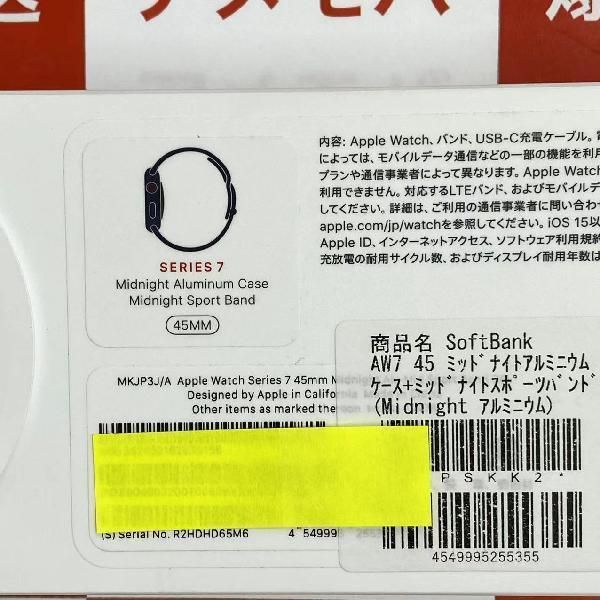 アメモバ
内容: Apple Watch、バンド、USB-C充電ケーブル。
によっては、モバイルデータ通信などの一部の機能を利用
プランや通信事業者によって異なります。Apple Watch
利用できません。対応するLTEバンド、およびモバイルデ
してください。詳細は、ご利用の通信事業者に問い合わ
apple.com/jp/watchを参照してください。iOS 15以
Apple ID、インターネットアクセス、ソフトウェア利用規約
充放電の耐用サイクル数、およびディスプレイ耐用年数は
SERIES 7
Midnight Aluminum Case
Midnight Sport Band
45MM
MKJP3J/A Apple Watch Series 7 45mm
Designed by Apple in California
Other items as marked thereon
(S) Serial No. R2HDHD65M6
4 549995 255
商品名 SoftBank
AW7 45 ミッドナイトアルミニウム
ケース+ミッドナイトスポーツバンド
(Midnight アルミニウム)
PSKK2*
4549995255355